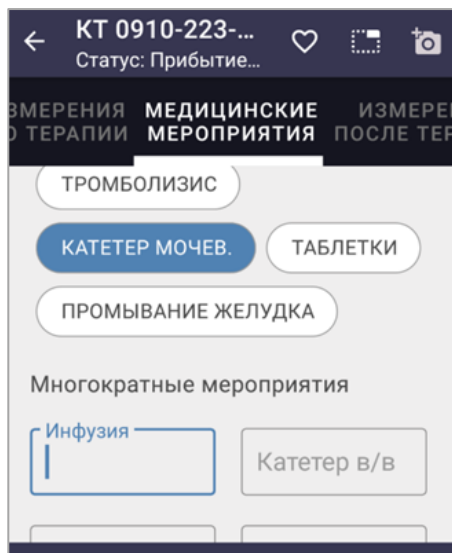 КТ 0910-223-...
Статус: Прибытие...
ЗМЕРЕНИЯ МЕДИЦИНСКИЕ ИЗМЕРЕ
О ТЕРАПИИ МЕРОПРИЯТИЯ ПОСЛЕ ТЕР
ТРОМБОЛИЗИС
КАТЕТЕР МОЧЕВ. ТАБЛЕТКИ
ПРОМЫВАНИЕ ЖЕЛУДКА
Многократные мероприятия
Инфузия
Катетер в/в